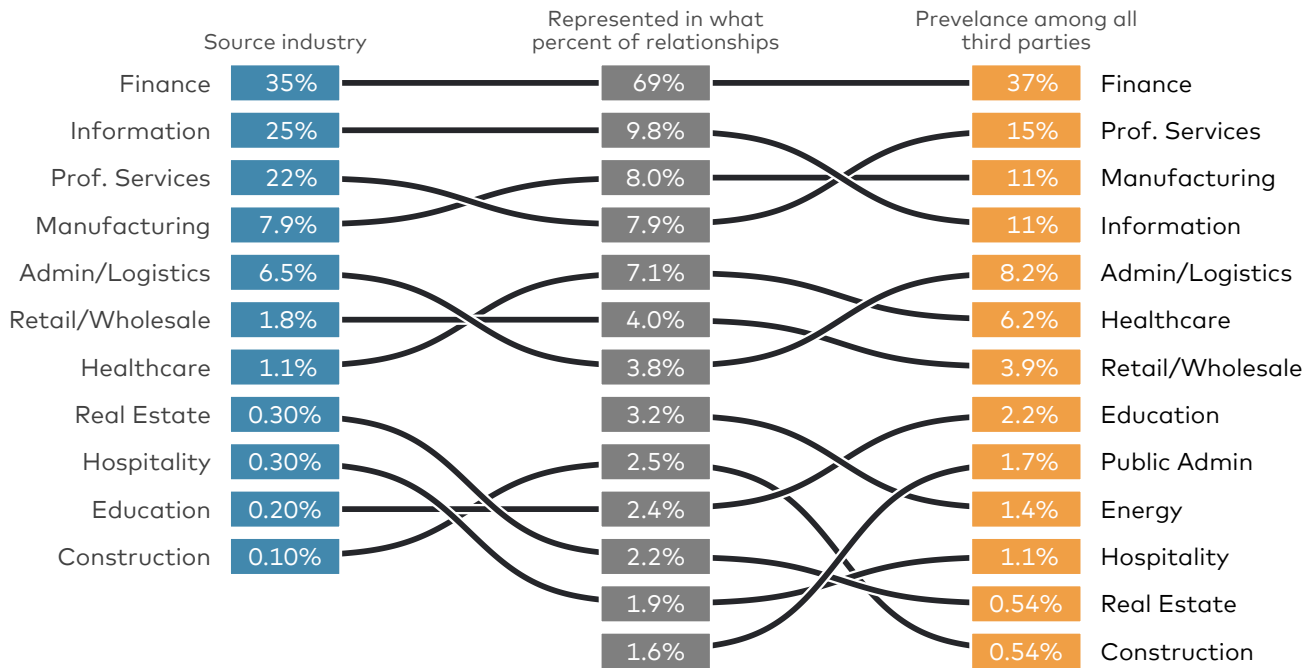 Source industry
Represented in what
percent of relationships
Prevelance among all
third parties
Finance 35% 69% 37% Finance
Information 25% 9.8% 15% Prof. Services
Prof. Services 22% 8.0% 11% Manufacturing
Manufacturing 7.9% 7.9% 11% Information
Admin/Logistics 6.5% 7.1% 8.2% Admin/Logistics
Retail/Wholesale 1.8% 4.0% 6.2% Healthcare
Healthcare 1.1% 3.8% 3.9% Retail/Wholesale
Real Estate 0.30% 3.2% 2.2% Education
Hospitality 0.30% 2.5% 1.7% Public Admin
Education 0.20% 2.4% 1.4% Energy
Construction 0.10% 2.2% 1.1% Hospitality
1.9% 0.54% Real Estate
1.6% 0.54% Construction